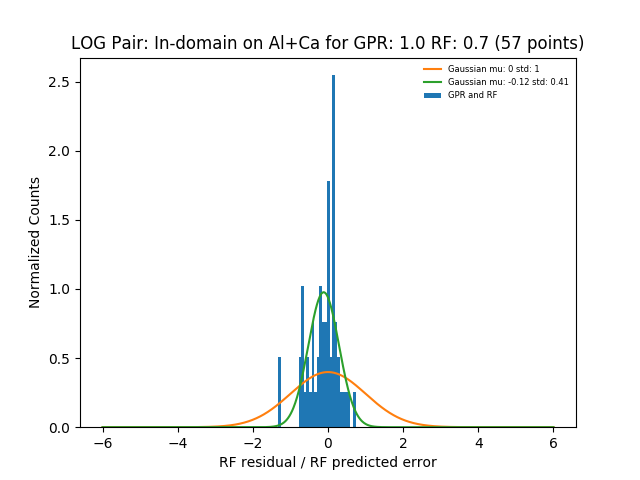 LOG Pair: In-domain on Al+Ca for GPR: 1.0 RF: 0.7 (57 points)
Gaussian mu: 0 std: 1
Gaussian mu: -0.12 std: 0.41
GPR and RF
Normalized Counts
2.5
2.0
1.5
1.0
0.5
0.0
−6 −4 −2 0 2 4 6
RF residual / RF predicted error